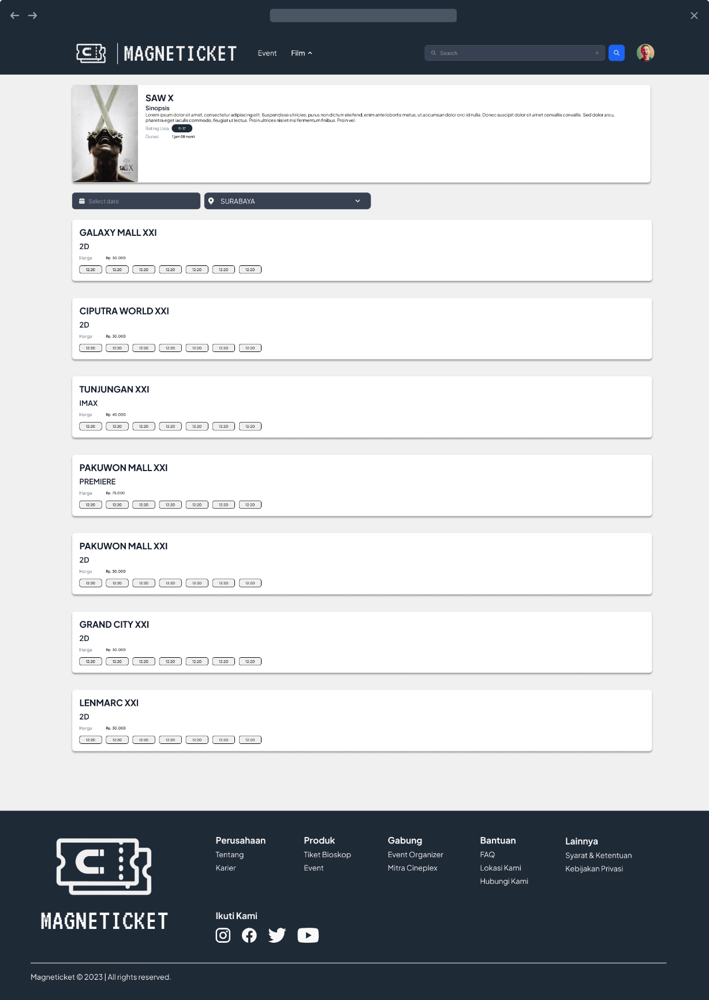 MAGNETICKET
Event
Film
Search
SAW X
Sinopsis
Lorem ipsum dolor sit amet, consectetur adipiscing elit. Suspendisse ultricies, purus non dictum eleifend, enim ante lobortis metus, ut accumsan dolor orci id nulla. Donec suscipit dolor sit amet convallis convallis. Sed dolor arcu,
pharetra eget iaculis commodo, feugiat ut lectus. Proin ultrices nisi et nisi fermentum finibus. Proin vel.
Rating Usia R-17
Durasi 1 jam 58 menit
SAW X
Select date
SURABAYA
GALAXY MALL XXI
2D
Harga Rp. 30.000
12:20 12:20 12:20 12:20 12:20 12:20 12:20
CIPUTRA WORLD XXI
2D
Harga Rp. 30.000
12:20 12:20 12:20 12:20 12:20 12:20 12:20
TUNJUNGAN XXI
IMAX
Harga Rp. 40.000
12:20 12:20 12:20 12:20 12:20 12:20 12:20
PAKUWON MALL XXI
PREMIERE
Harga Rp. 75.000
12:20 12:20 12:20 12:20 12:20 12:20 12:20
PAKUWON MALL XXI
2D
Harga Rp. 30.000
12:20 12:20 12:20 12:20 12:20 12:20 12:20
GRAND CITY XXI
2D
Harga Rp. 30.000
12:20 12:20 12:20 12:20 12:20 12:20 12:20
LENMARC XXI
2D
Harga Rp. 30.000
12:20 12:20 12:20 12:20 12:20 12:20 12:20
MAGNETICKET
Perusahaan
Tentang
Karier
Produk
Tiket Bioskop
Event
Gabung
Event Organizer
Mitra Cineplex
Bantuan
FAQ
Lokasi Kami
Hubungi Kami
Lainnya
Syarat & Ketentuan
Kebijakan Privasi
Ikuti Kami
Magneticket © 2023 | All rights reserved.